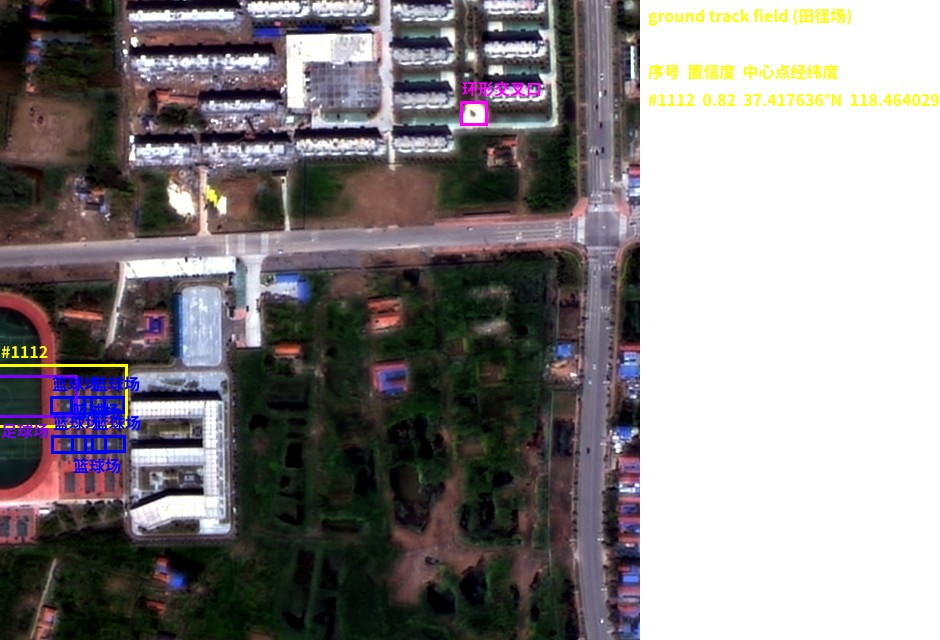 ground track field (田径场)
序号 置信度 中心点经纬度
#1112 0.82 37.417636°N 118.464029
环形交叉口
#1112
篮球场
篮球场
足球场
篮球场
篮球场
篮球场